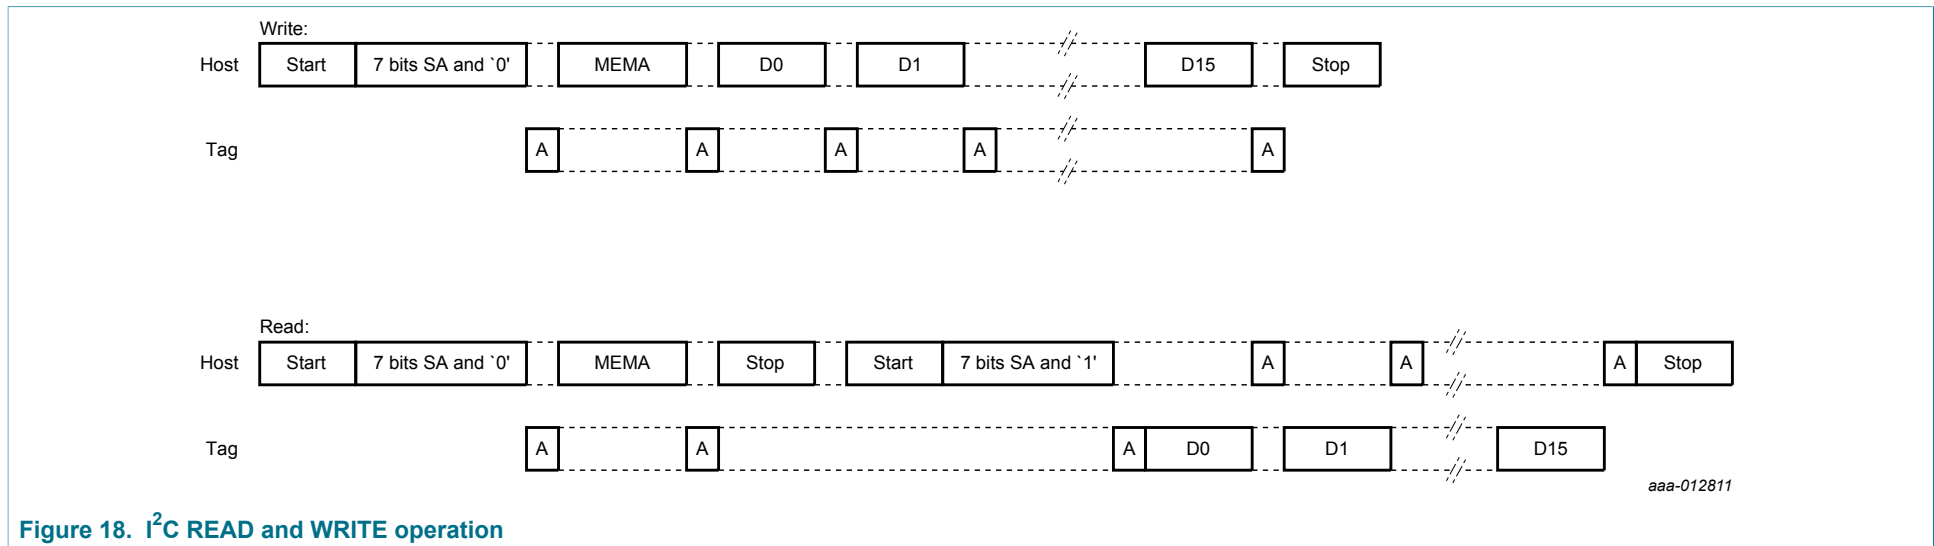 Write:
Host Start 7 bits SA and `0' MEMA D0 D1 D15 Stop
Tag A A A A A
Read:
Host Start 7 bits SA and `0' MEMA Stop Start 7 bits SA and `1' A A A Stop
Tag A A A D0 D1 D15
aaa-012811
Figure 18. I²C READ and WRITE operation